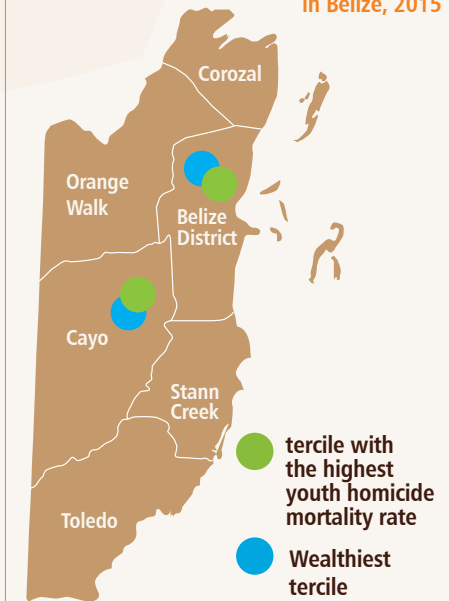 in Belize, 2015
Corozal
Orange
Walk
Belize
District
Cayo
Stann
Creek
Toledo
tercile with
the highest
youth homicide
mortality rate
Wealthiest
tercile